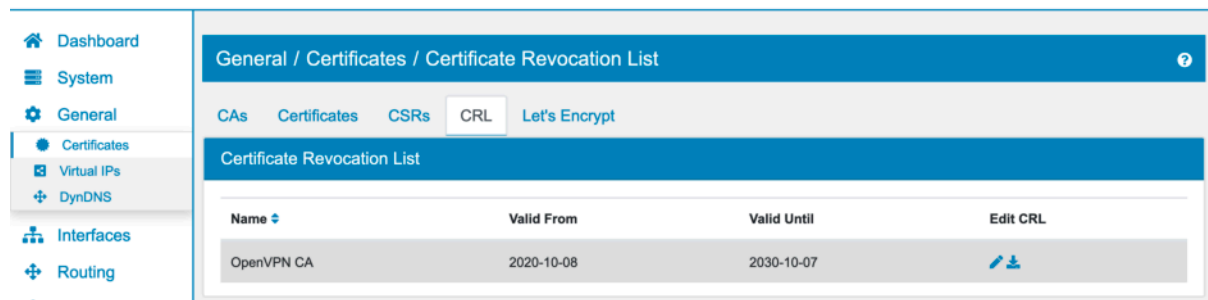 Dashboard
System
General
Certificates
Virtual IPs
DynDNS
Interfaces
Routing
General / Certificates / Certificate Revocation List
CAs Certificates CSRs CRL Let's Encrypt
Certificate Revocation List
Name Valid From Valid Until Edit CRL
OpenVPN CA 2020-10-08 2030-10-07